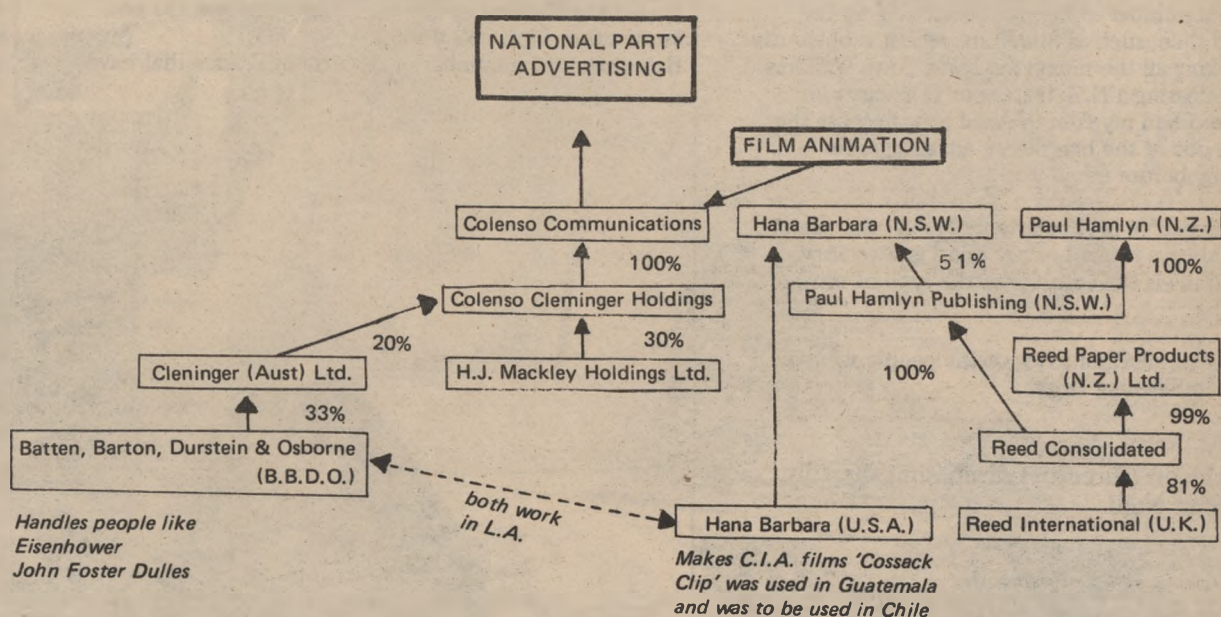 NATIONAL PARTY
ADVERTISING
FILM ANIMATION
Colenso Communications
Hana Barbara (N.S.W.)
Paul Hamlyn (N.Z.)
100%
51%
100%
Colenso Cleminger Holdings
Paul Hamlyn Publishing (N.S.W.)
20%
30%
Cleninger (Aust) Ltd.
H.J. Mackley Holdings Ltd.
100%
Reed Paper Products
(N.Z.) Ltd.
33%
99%
Batten, Barton, Durstein & Osborne
(B.B.D.O.)
Reed Consolidated
81%
both work
in L.A.
Hana Barbara (U.S.A.)
Reed International (U.K.)
Handles people like
Eisenhower
John Foster Dulles
Makes C.I.A. films 'Cossack
Clip' was used in Guatemala
and was to be used in Chile